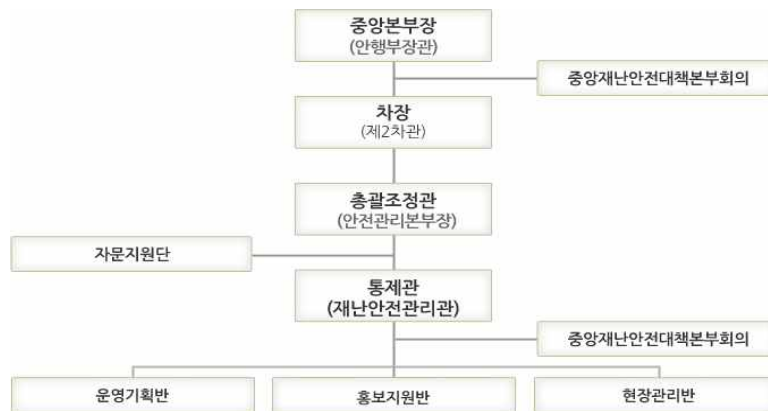 중앙본부장
(안행부장관)
중앙재난안전대책본부회의
차장
(제2차관)
총괄조정관
(안전관리본부장)
자문지원단
통제관
(재난안전관리관)
중앙재난안전대책본부회의
운영기획반
홍보지원반
현장관리반